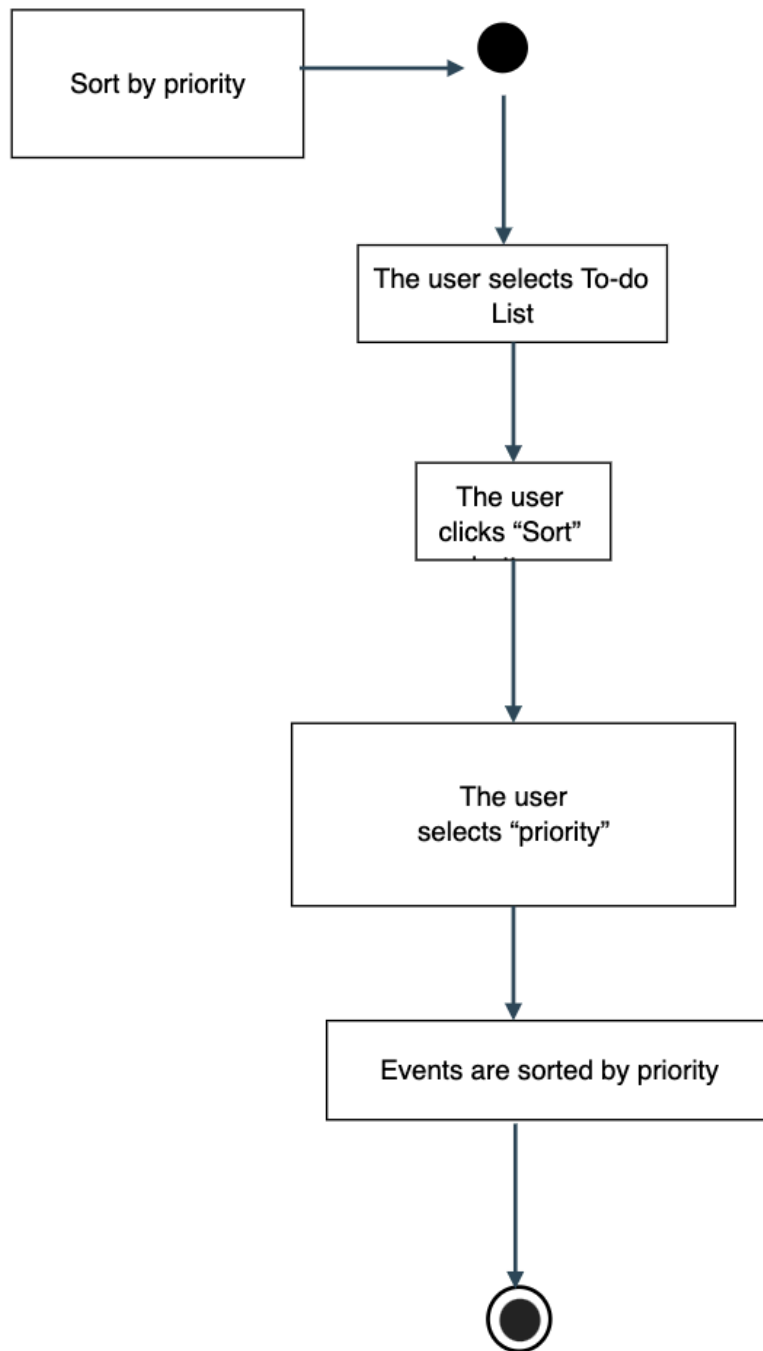 Sort by priority
The user selects To-do
List
The user
clicks “Sort”
The user
selects “priority”
Events are sorted by priority